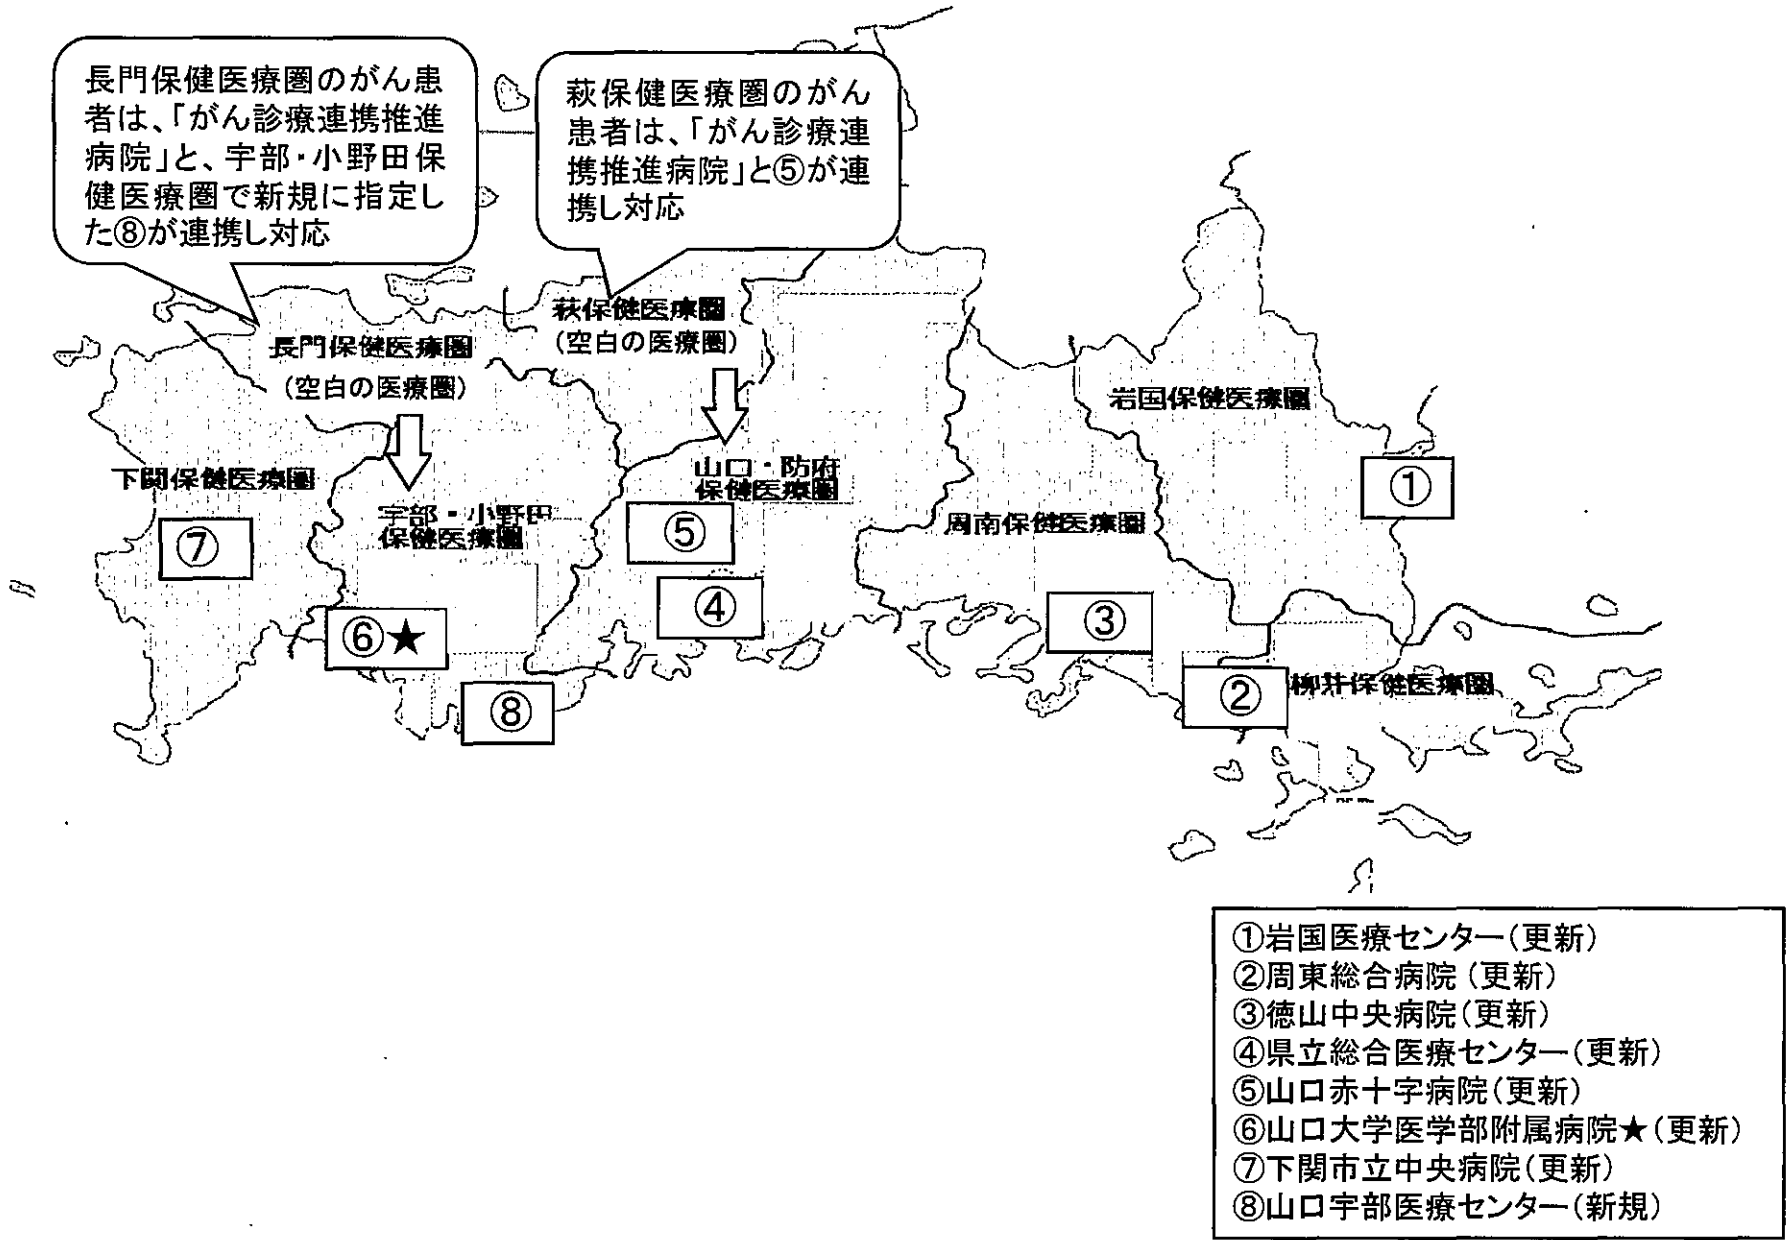 長門保健医療圏のがん患
者は、「がん診療連携推進
病院」と、宇部・小野田保
健医療圏で新規に指定し
た⑧が連携し対応
萩保健医療圏のがん
患者は、「がん診療連
携推進病院」と⑤が連
携し対応
萩保健医療圏
(空白の医療圏)
長門保健医療圏
(空白の医療圏)
岩国保健医療圏
下関保健医療圏
山口・防府
保健医療圏
①
宇部・小野田
保健医療圏
周南保健医療圏
⑤
⑦
④
③
⑥★
②
柳井保健医療圏
⑧
①岩国医療センター(更新)
②周東総合病院(更新)
③徳山中央病院(更新)
④県立総合医療センター(更新)
⑤山口赤十字病院(更新)
⑥山口大学医学部附属病院★(更新)
⑦下関市立中央病院(更新)
⑧山口宇部医療センター(新規)